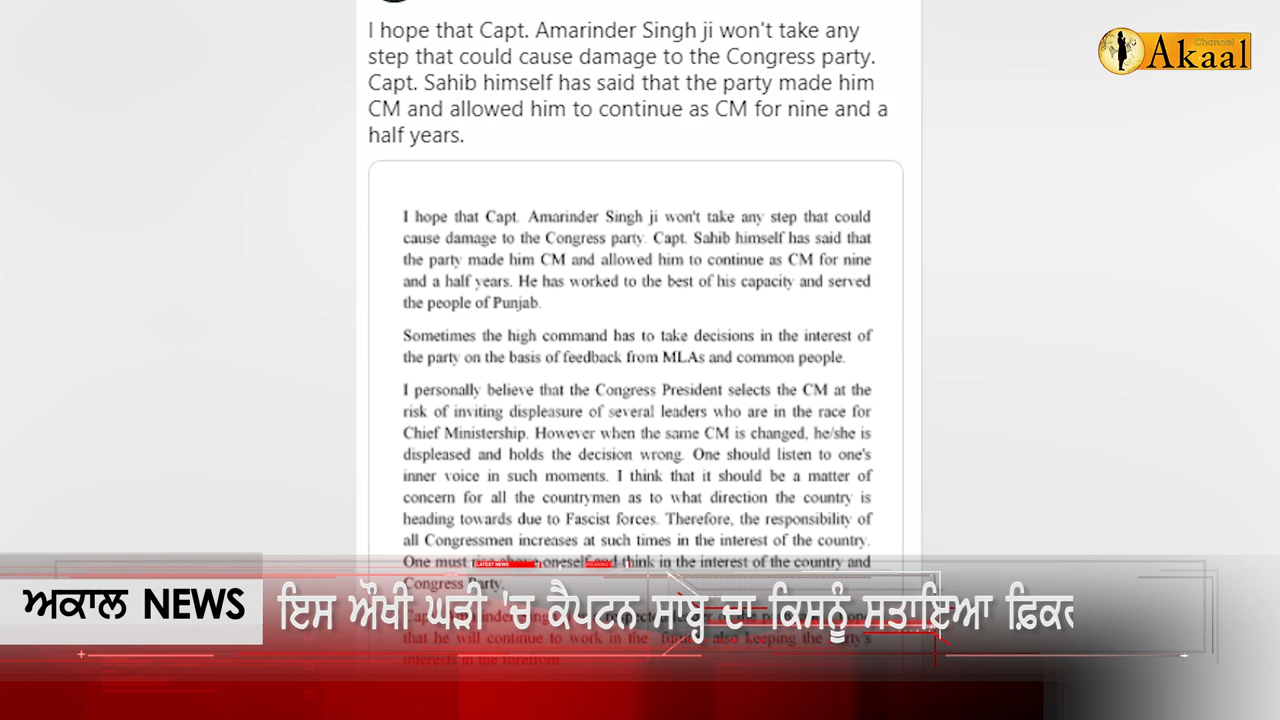 I hope that Capt. Amarinder Singh ji won't take any
step that could cause damage to the Congress party.
Capt. Sahib himself has said that the party made him
CM and allowed him to continue as CM for nine and a
half years.
Channel
Akaal
I hope that Capt. Amarinder Singh ji won't take any step that could
cause damage to the Congress party. Capt. Sahib himself has said that
the party made him CM and allowed him to continue as CM for nine
and a half years. He has worked to the best of his capacity and served
the people of Punjab.
Sometimes the high command has to take decisions in the interest of
the party on the basis of feedback from MLAs and common people.
I personally believe that the Congress President selects the CM at the
risk of inviting displeasure of several leaders who are in the race for
Chief Ministership. However when the same CM is changed, he/she is
displeased and holds the decision wrong. One should listen to one's
inner voice in such moments. I think that it should be a matter of
concern for all the countrymen as to what direction the country is
heading towards due to Fascist forces. Therefore, the responsibility of
all Congressmen increases at such times in the interest of the country.
One must rise above oneself and think in the interest of the country and
Congress Party.
that he will continue to work in the future also keeping the party's
interests in the forefront.
LATEST NEWS
ਅਕਾਲ NEWS
ਇਸ ਔਖੀ ਘੜੀ 'ਚ ਕੈਪਟਨ ਸਾਬ੍ਹ ਦਾ ਕਿਸਨੂੰ ਸਤਾਇਆ ਫ਼ਿਕਰ